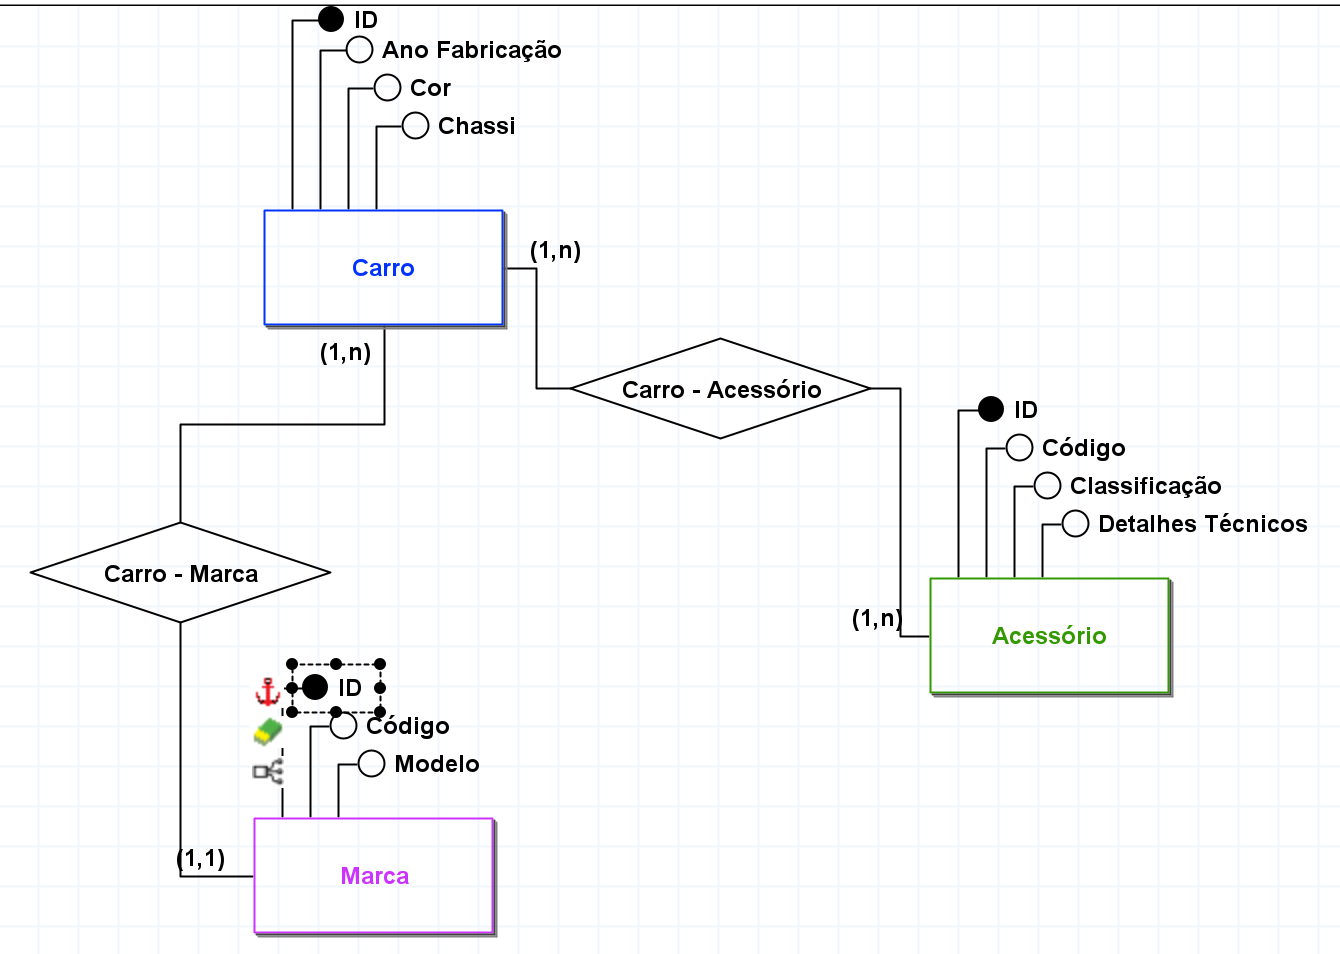 ID
Ano Fabricação
Cor
Chassi
Carro
(1,n)
(1,n)
Carro - Acessório
ID
Código
Classificação
Detalhes Técnicos
Carro - Marca
(1,n)
Acessório
ID
Código
Modelo
(1,1)
Marca